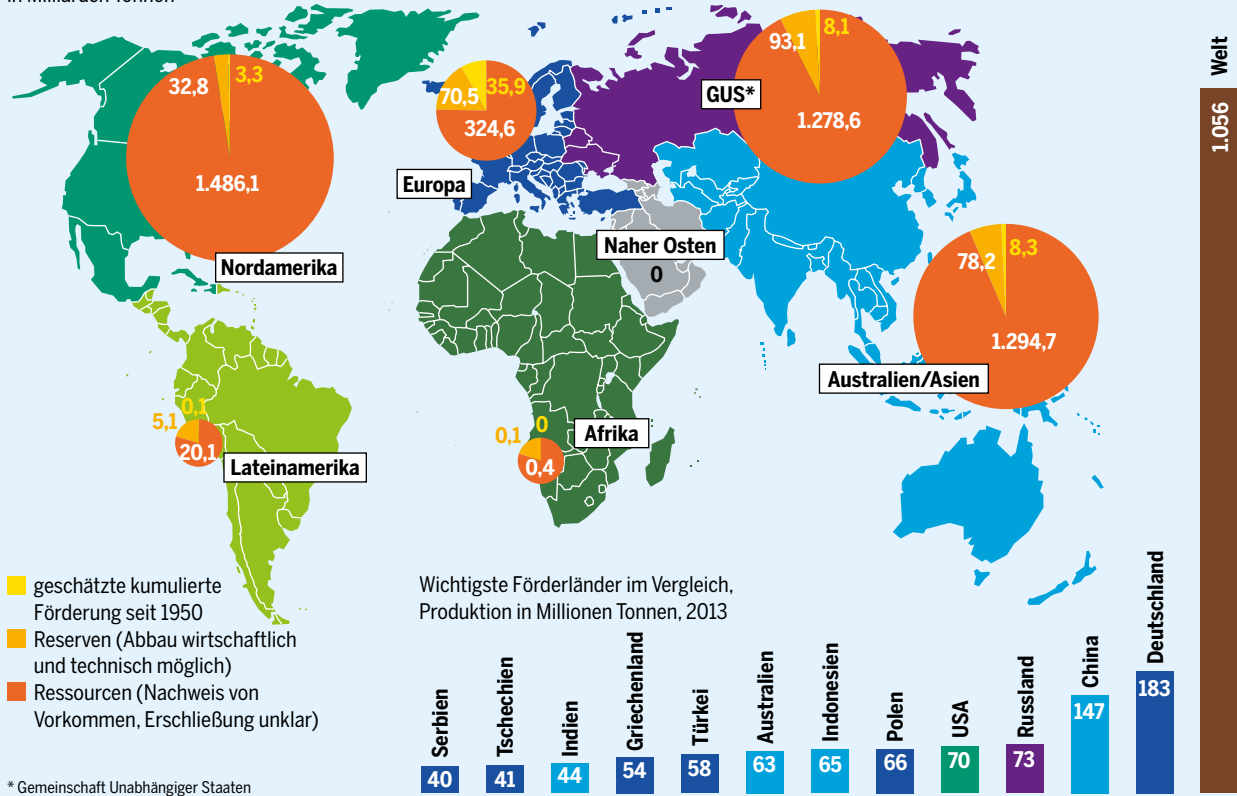 in Milliarden Tonnen
32,8
3,3
1.486,1
Nordamerika
70,5
35,9
324,6
Europa
93,1
8,1
GUS*
1.278,6
Naher Osten
0
78,2
8,3
1.294,7
Australien/Asien
5,1
0,1
20,1
Lateinamerika
0,1
0
0,4
Afrika
geschätzte kumulierte
Förderung seit 1950
Reserven (Abbau wirtschaftlich
und technisch möglich)
Ressourcen (Nachweis von
Vorkommen, Erschließung unklar)
* Gemeinschaft Unabhängiger Staaten
Wichtigste Förderländer im Vergleich,
Produktion in Millionen Tonnen, 2013
Serbien
40
Tschechien
41
Indien
44
Griechenland
54
Türkei
58
Australien
63
Indonesien
65
Polen
66
USA
70
Russland
73
China
147
Deutschland
183
Welt
1.056